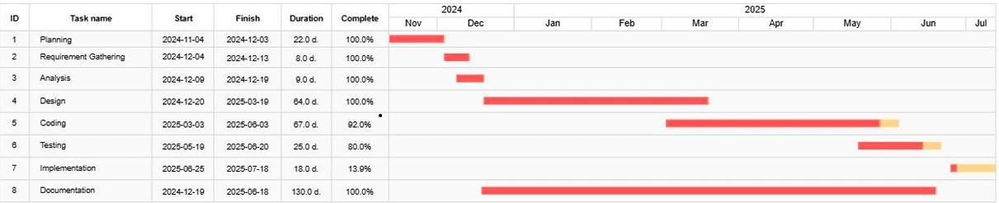 ID Task name Start Finish Duration Complete 2024 2025
Nov Dec Jan Feb Mar Apr May Jun Jul
1 Planning 2024-11-04 2024-12-03 22.0 d. 100.0%
2 Requirement Gathering 2024-12-04 2024-12-13 8.0 d. 100.0%
3 Analysis 2024-12-09 2024-12-19 9.0 d. 100.0%
4 Design 2024-12-20 2025-03-19 64.0 d. 100.0%
5 Coding 2025-03-03 2025-06-03 67.0 d. 92.0%
6 Testing 2025-05-19 2025-06-20 25.0 d. 80.0%
7 Implementation 2025-06-25 2025-07-18 18.0 d. 13.9%
8 Documentation 2024-12-19 2025-06-18 130.0 d. 100.0%